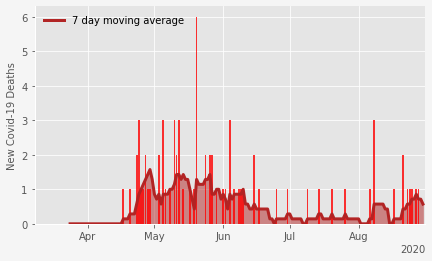 7 day moving average
New Covid-19 Deaths
6
5
4
3
2
1
0
Apr
May
Jun
Jul
Aug
2020